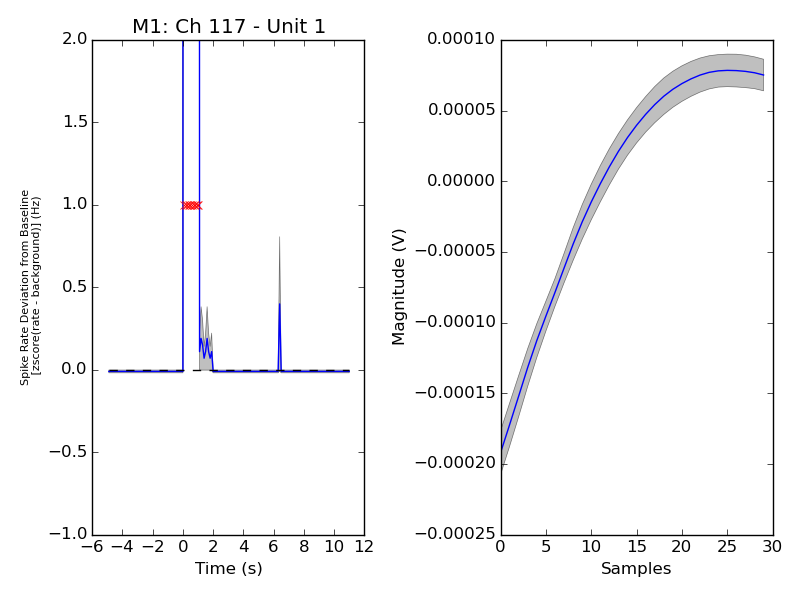 M1: Ch 117 - Unit 1
2.0
1.5
1.0
0.5
0.0
−0.5
−1.0
Spike Rate Deviation from Baseline
[zscore(rate - background)] (Hz)
−6 −4 −2 0 2 4 6 8 10 12
Time (s)
0.00010
0.00005
0.00000
−0.00005
−0.00010
−0.00015
−0.00020
−0.00025
Magnitude (V)
0 5 10 15 20 25 30
Samples